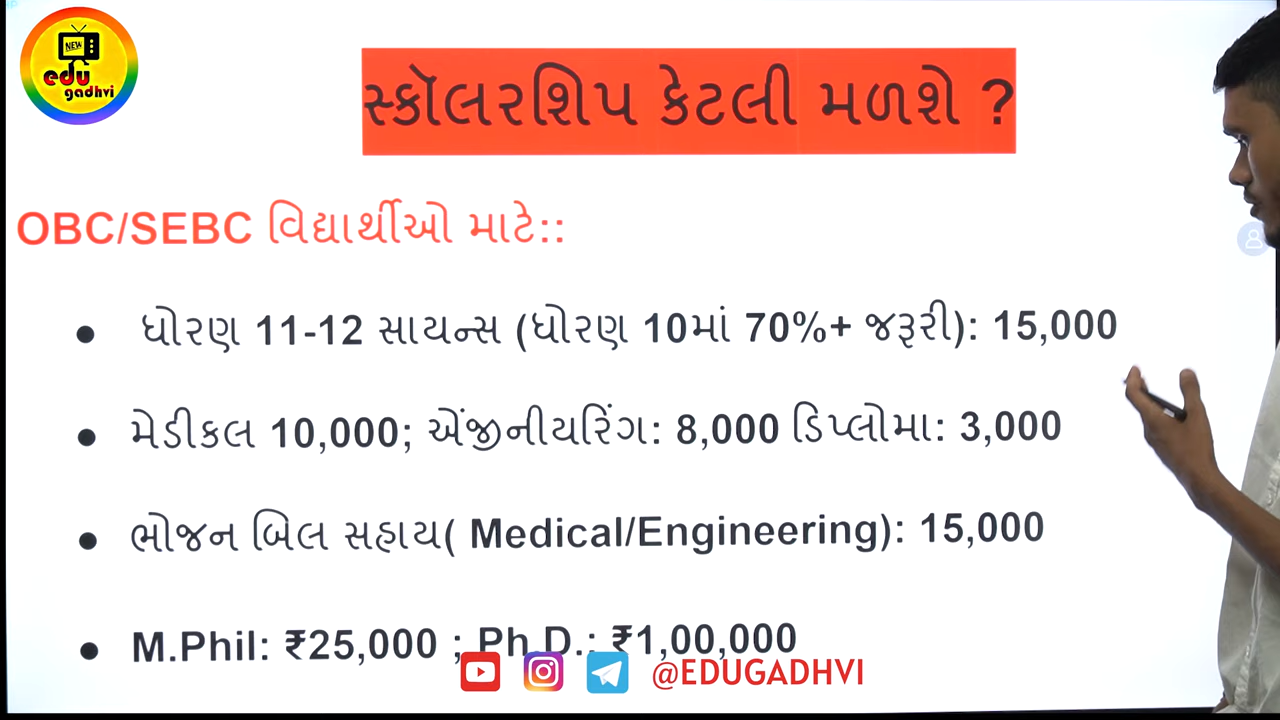 NEW
edu
gadhvi
સ્કૉલરશિપ કેટલી મળશે ?
OBC/SEBC વિદ્યાર્થીઓ માટે::
• ધોરણ 11-12 સાયન્સ (ધોરણ 10માં 70%+ જરૂરી): 15,000
• મેડીકલ 10,000; એંજીનીયરિંગ: 8,000 ડિપ્લોમા: 3,000
• ભોજન બિલ સહાય( Medical/Engineering): 15,000
• M.Phil: ₹25,000 ; Ph.D.: ₹1,00,000
@EDUGADHVI